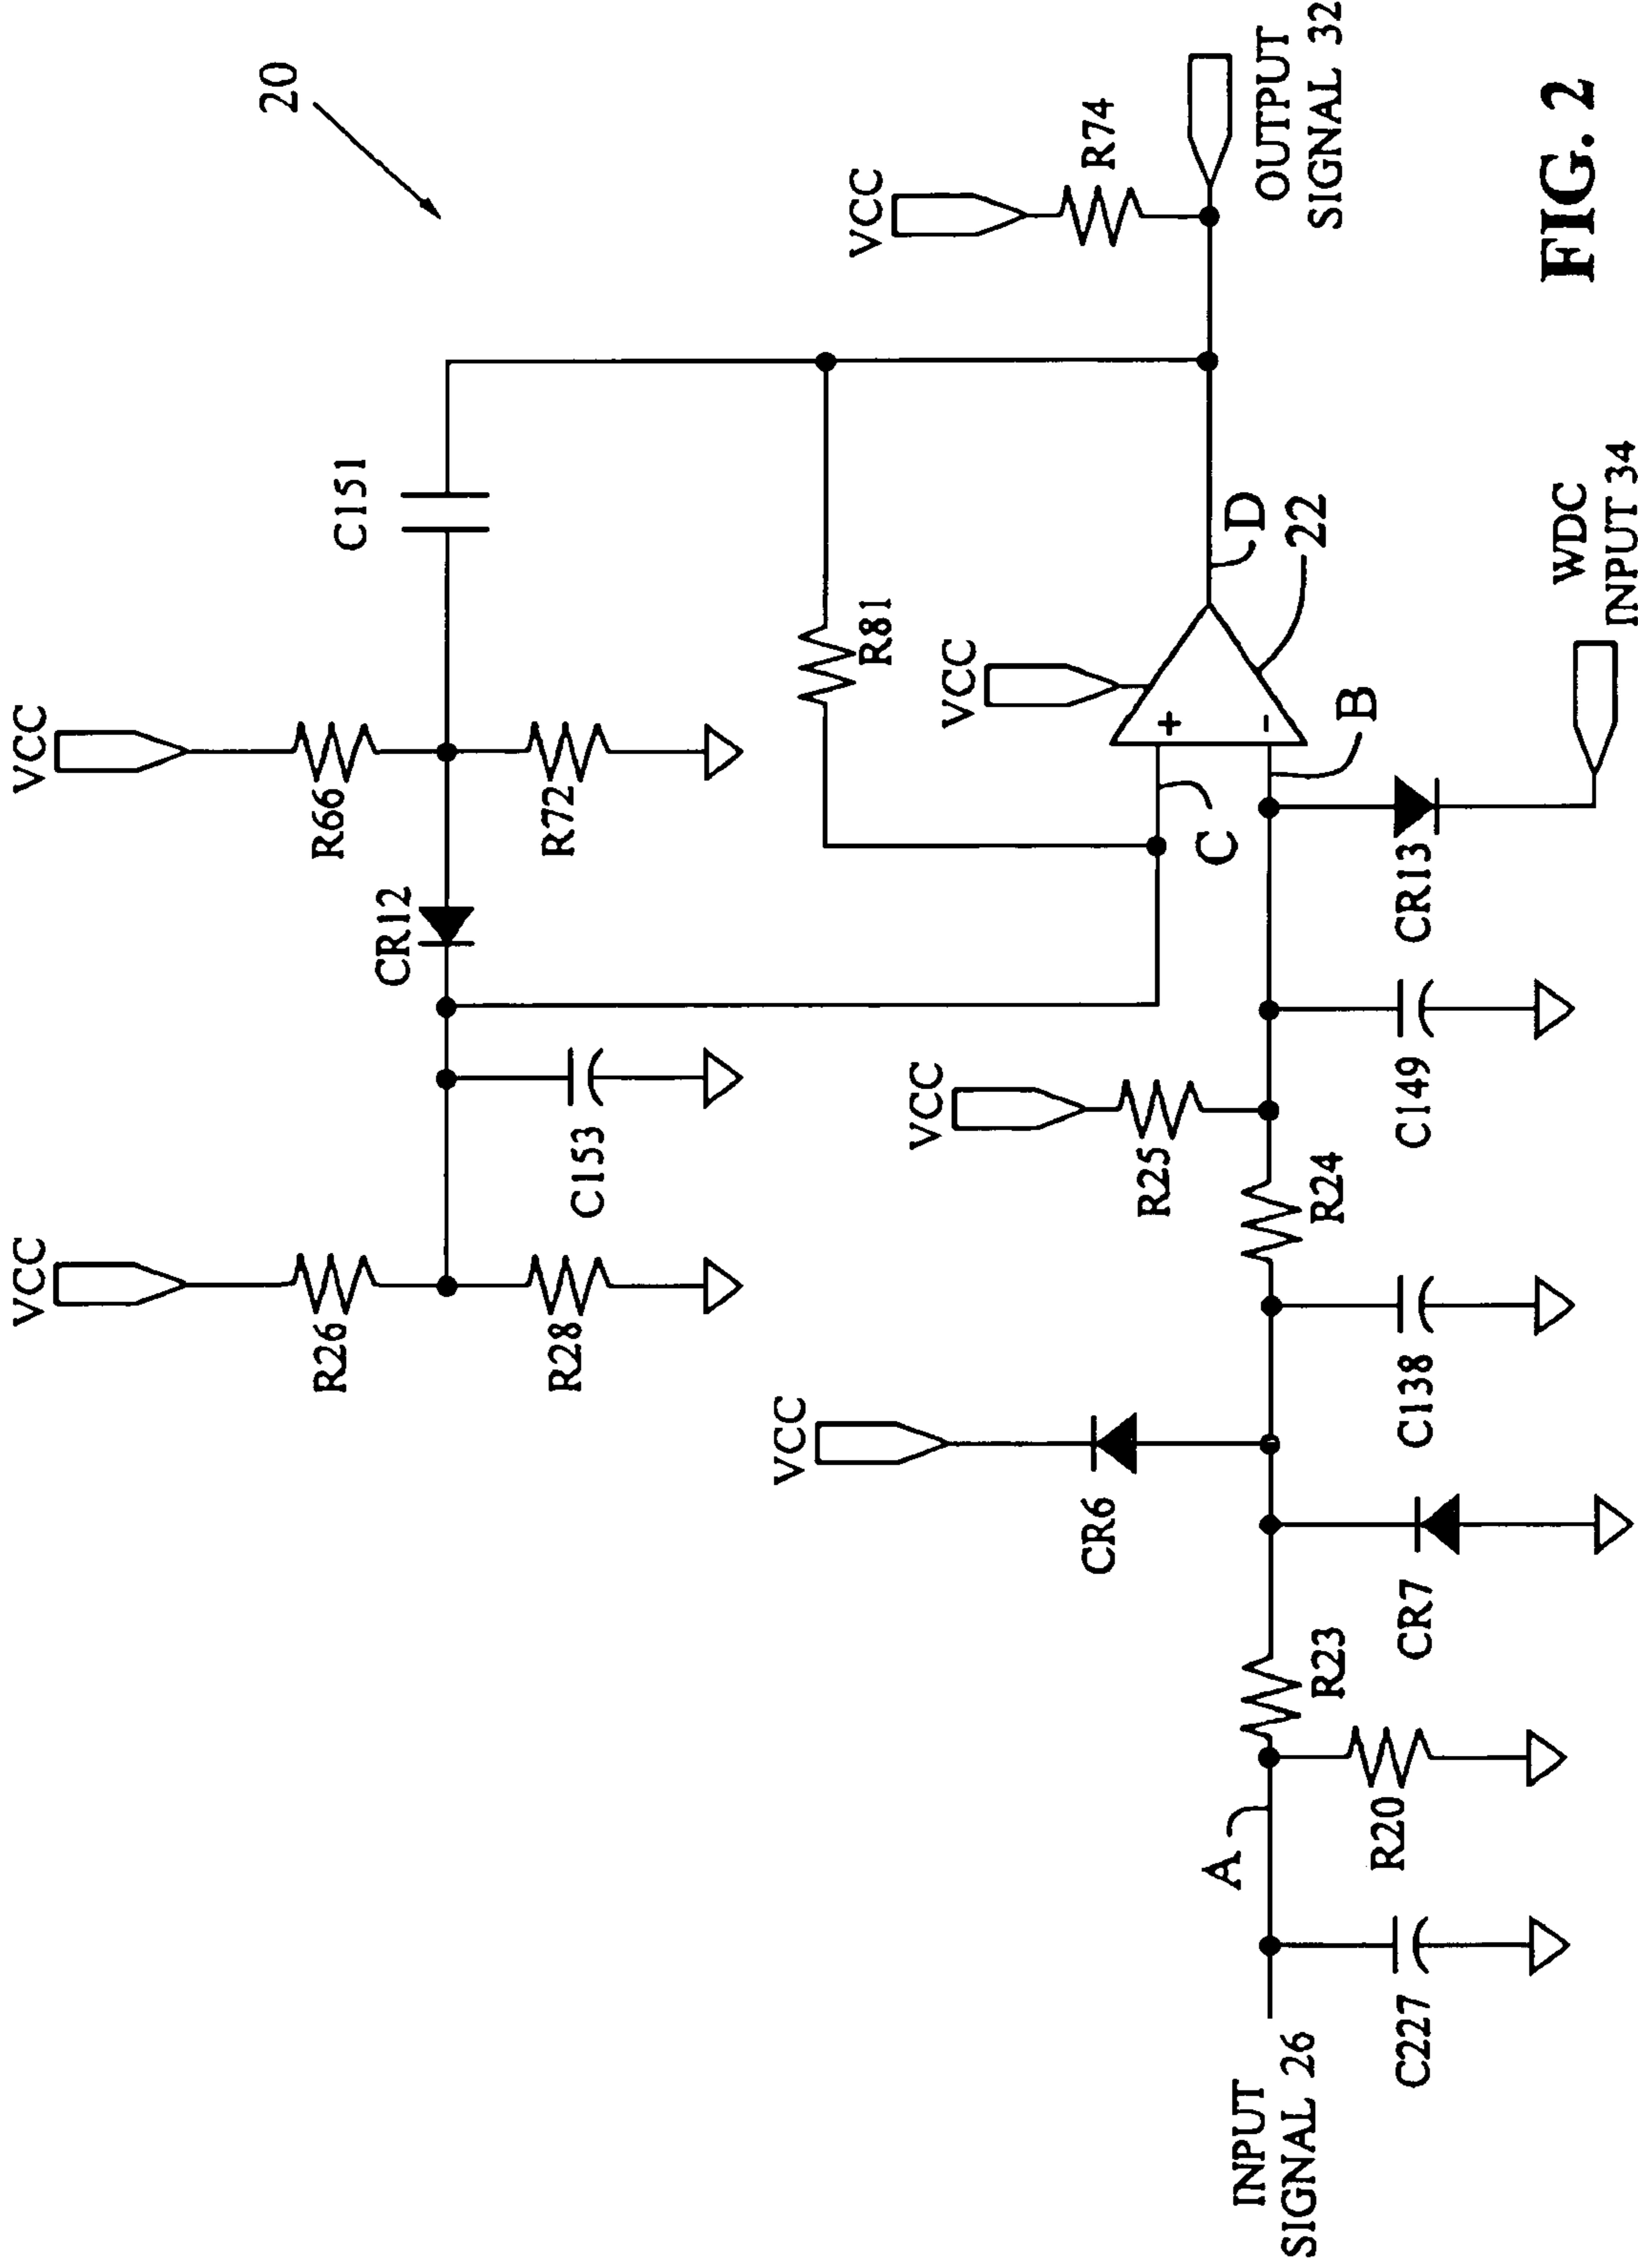 20
VCC
VCC
R26
R28
C153
CR12
R66
R72
C151
R81
VCC
R74
OUTPUT
SIGNAL 32
VCC
+
-
22
B
C
D
VCC
R25
VCC
CR6
CR7
C138
R24
C149
CR13
WDC
INPUT 34
INPUT
SIGNAL 26
C227
A
R20
R23
FIG. 2